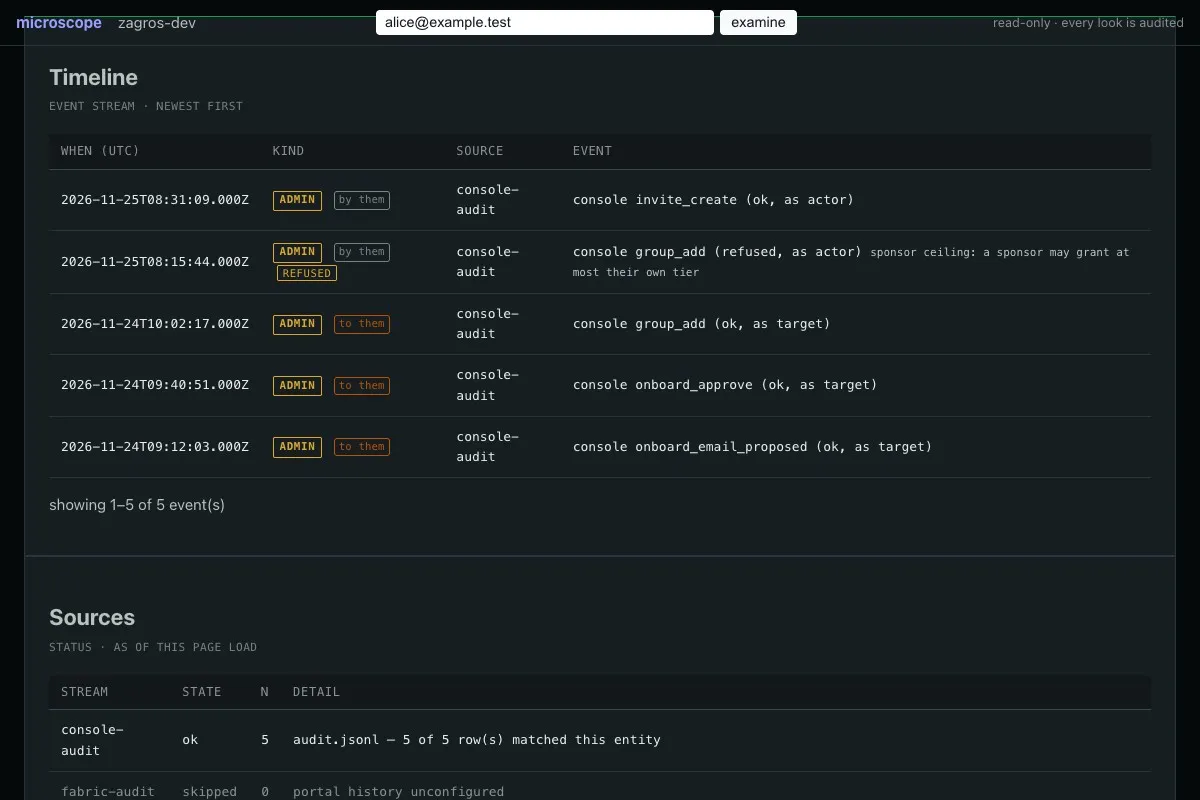 microscope zagros-dev alice@example.test examine read-only · every look is audited
Timeline
EVENT STREAM · NEWEST FIRST
WHEN (UTC) KIND SOURCE EVENT
2026-11-25T08:31:09.000Z ADMIN by them console-audit console invite_create (ok, as actor)
2026-11-25T08:15:44.000Z ADMIN by them REFUSED console-audit console group_add (refused, as actor) sponsor ceiling: a sponsor may grant at most their own tier
2026-11-24T10:02:17.000Z ADMIN to them console-audit console group_add (ok, as target)
2026-11-24T09:40:51.000Z ADMIN to them console-audit console onboard_approve (ok, as target)
2026-11-24T09:12:03.000Z ADMIN to them console-audit console onboard_email_proposed (ok, as target)
showing 1–5 of 5 event(s)
Sources
STATUS · AS OF THIS PAGE LOAD
STREAM STATE N DETAIL
console-audit ok 5 audit.jsonl — 5 of 5 row(s) matched this entity
fabric-audit skipped 0 portal history unconfigured